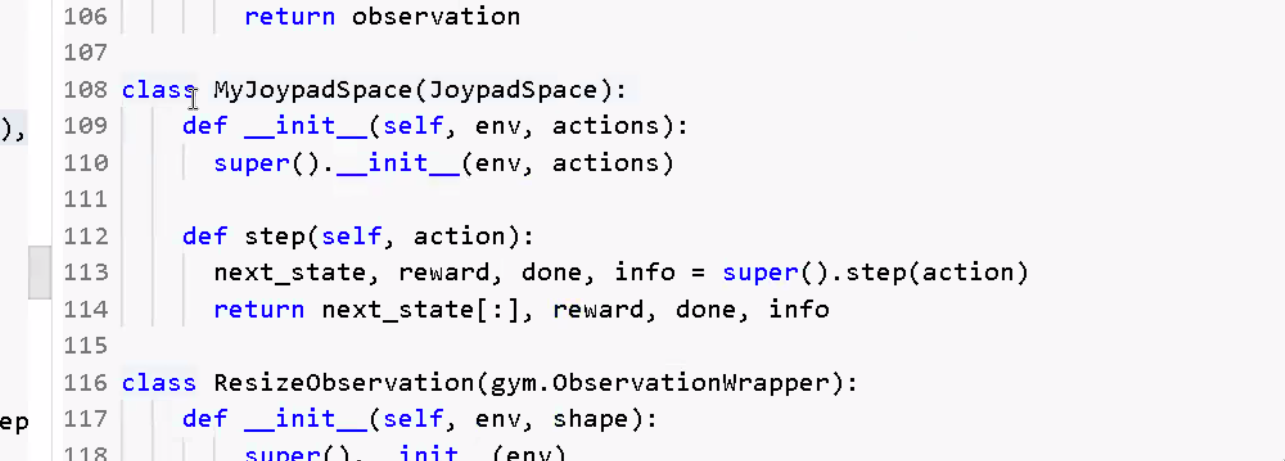 106         return observation
107
108 class MyJoypadSpace(JoypadSpace):
),
109     def __init__(self, env, actions):
110       super().__init__(env, actions)
111
112     def step(self, action):
113       next_state, reward, done, info = super().step(action)
114       return next_state[:], reward, done, info
115
116 class ResizeObservation(gym.ObservationWrapper):
ep
117     def __init__(self, env, shape):
118         super().__init__(env)